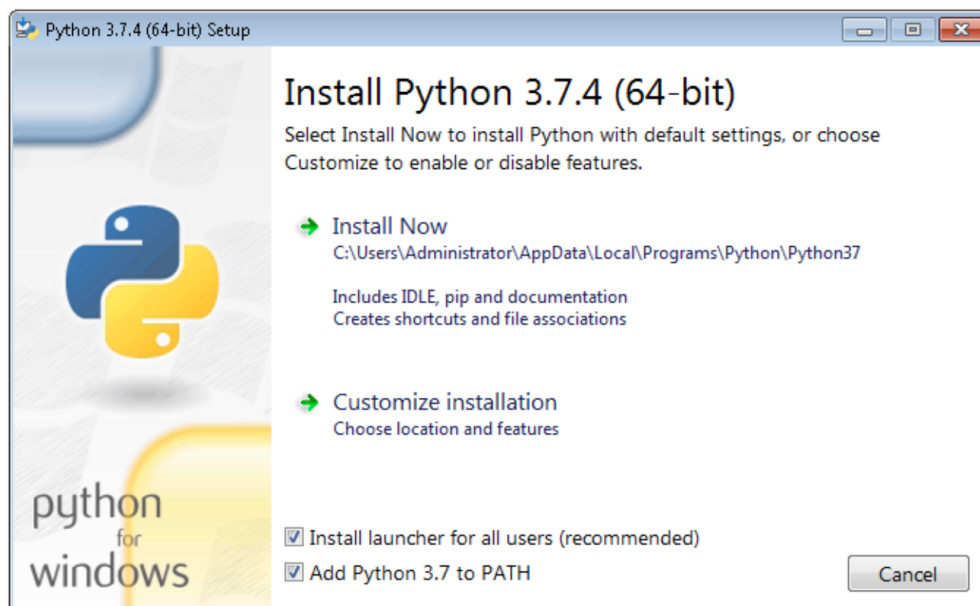 Python 3.7.4 (64-bit) Setup
Install Python 3.7.4 (64-bit)
Select Install Now to install Python with default settings, or choose
Customize to enable or disable features.
Install Now
C:\Users\Administrator\AppData\Local\Programs\Python\Python37
Includes IDLE, pip and documentation
Creates shortcuts and file associations
Customize installation
Choose location and features
python
for
windows
Install launcher for all users (recommended)
Add Python 3.7 to PATH
Cancel